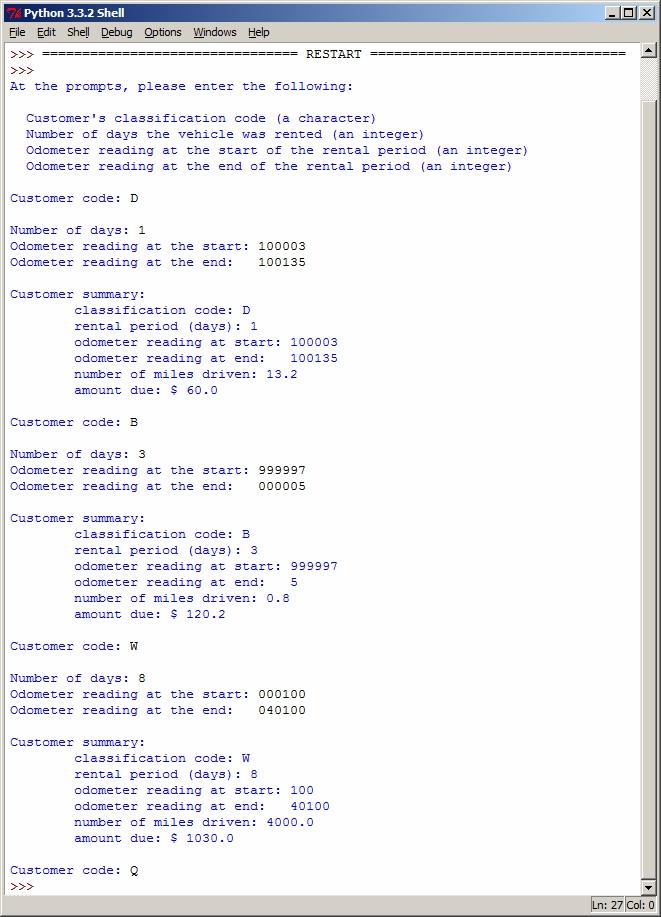 Python 3.3.2 Shell
File Edit Shell Debug Options Windows Help
>>> ================================ RESTART ================================
>>>
At the prompts, please enter the following:
Customer's classification code (a character)
Number of days the vehicle was rented (an integer)
Odometer reading at the start of the rental period (an integer)
Odometer reading at the end of the rental period (an integer)
Customer code: D
Number of days: 1
Odometer reading at the start: 100003
Odometer reading at the end:   100135
Customer summary:
classification code: D
rental period (days): 1
odometer reading at start: 100003
odometer reading at end:   100135
number of miles driven: 13.2
amount due: $ 60.0
Customer code: B
Number of days: 3
Odometer reading at the start: 999997
Odometer reading at the end:   000005
Customer summary:
classification code: B
rental period (days): 3
odometer reading at start: 999997
odometer reading at end:   5
number of miles driven: 0.8
amount due: $ 120.2
Customer code: W
Number of days: 8
Odometer reading at the start: 000100
Odometer reading at the end:   040100
Customer summary:
classification code: W
rental period (days): 8
odometer reading at start: 100
odometer reading at end:   40100
number of miles driven: 4000.0
amount due: $ 1030.0
Customer code: Q
>>>
Ln: 27 Col: 0